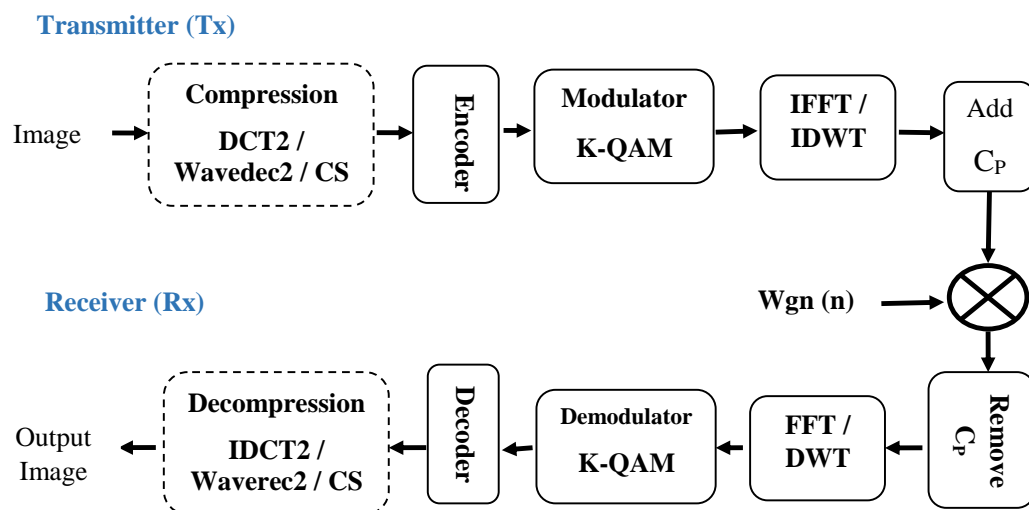 Transmitter (Tx)
Image
Compression
DCT2 /
Wavedec2 / CS
Encoder
Modulator
K-QAM
IFFT /
IDWT
Add
CP
Wgn (n)
Receiver (Rx)
Remove
CP
FFT /
DWT
Demodulator
K-QAM
Decoder
Decompression
IDCT2 /
Waverec2 / CS
Output
Image